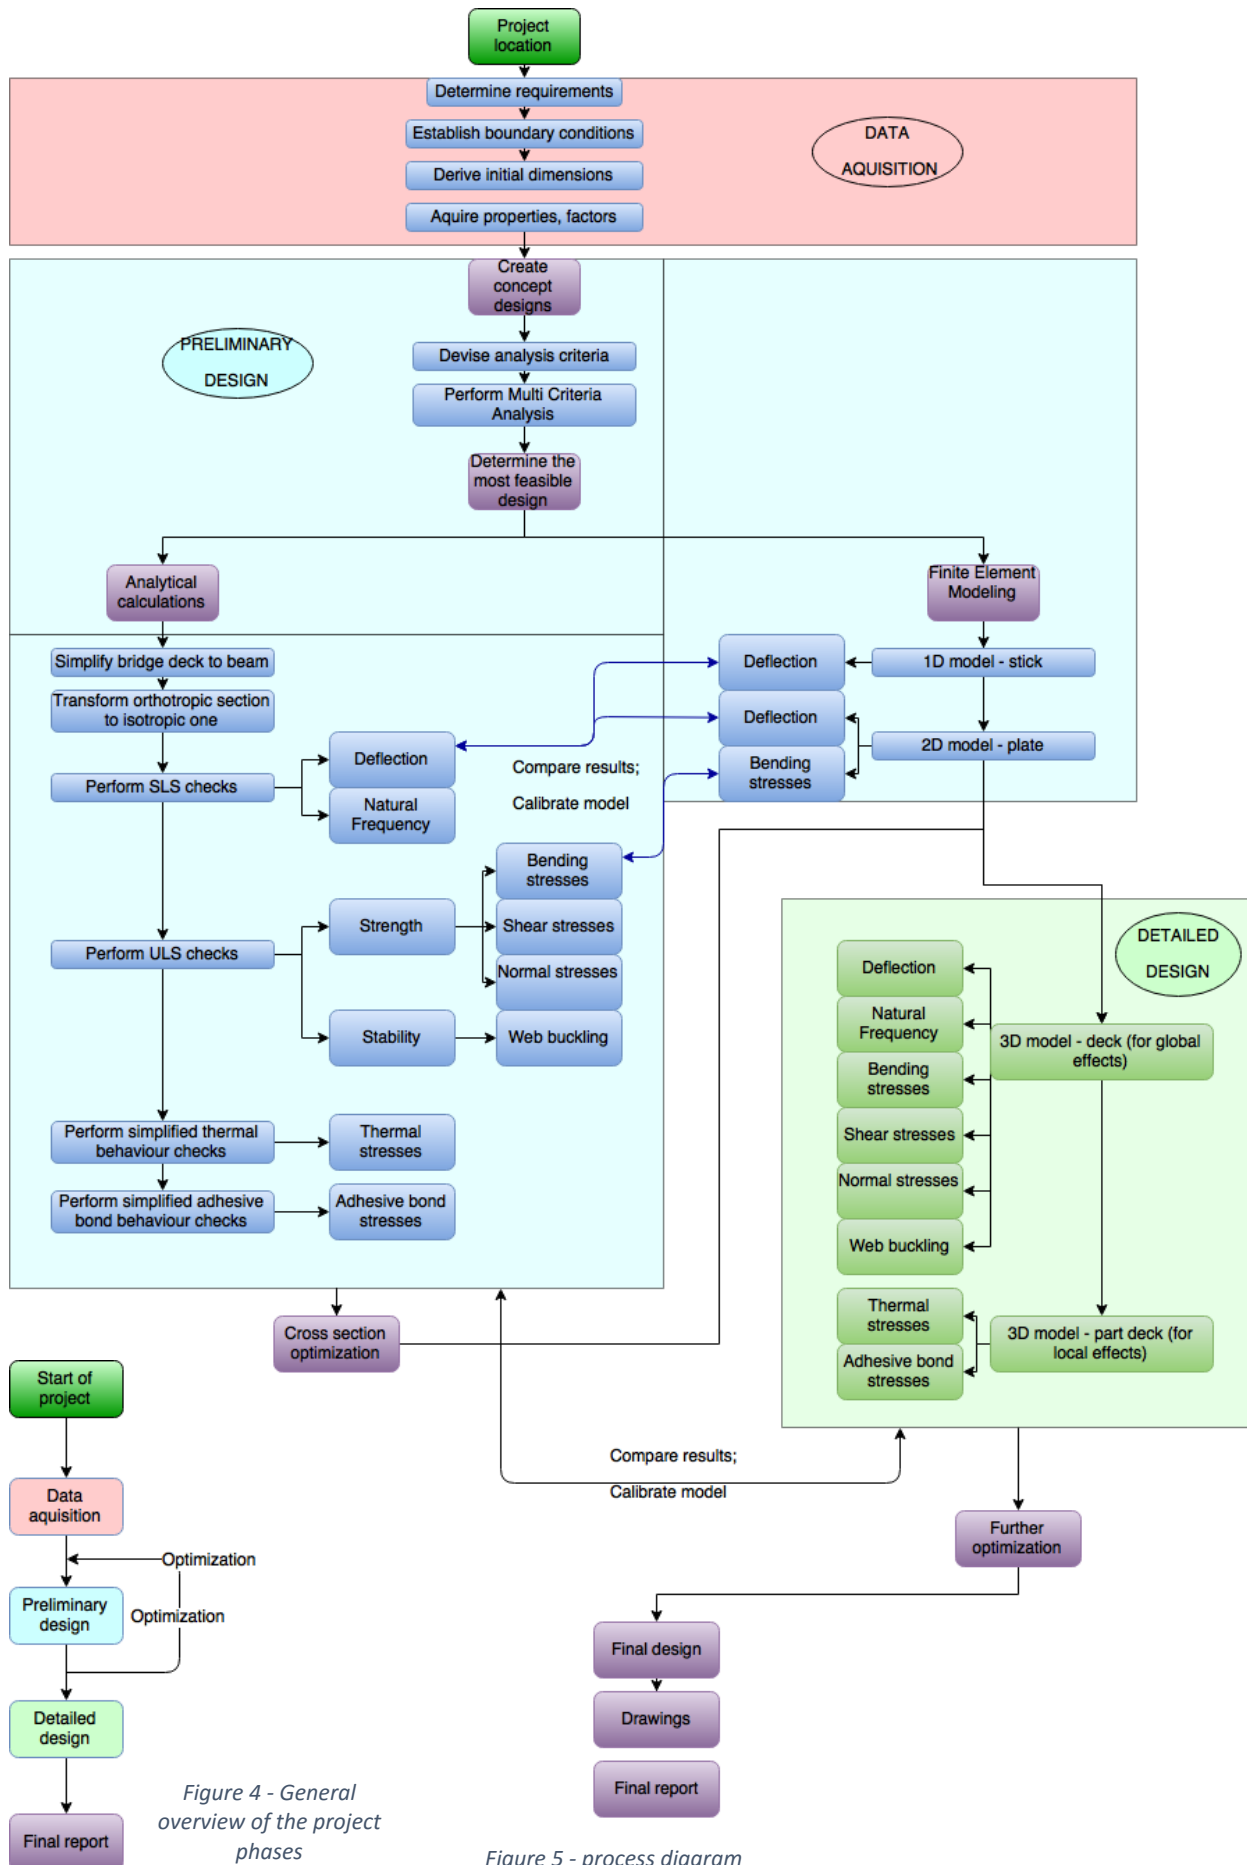 Project
location
Determine requirements
Establish boundary conditions
DATA
AQUISITION
Derive initial dimensions
Aquire properties, factors
Create
concept
designs
PRELIMINARY
DESIGN
Devise analysis criteria
Perform Multi Criteria
Analysis
Determine the
most feasible
design
Analytical
calculations
Finite Element
Modeling
Simplify bridge deck to beam
Deflection
1D model - stick
Transform orthotropic section
to isotropic one
Deflection
2D model - plate
Bending
stresses
Perform SLS checks
Deflection
Natural
Frequency
Compare results;
Calibrate model
Perform ULS checks
Strength
Bending
stresses
Shear stresses
Normal stresses
Stability
Web buckling
Perform simplified thermal
behaviour checks
Thermal
stresses
Perform simplified adhesive
bond behaviour checks
Adhesive bond
stresses
DETAILED
DESIGN
Deflection
Natural
Frequency
3D model - deck (for global
effects)
Bending
stresses
Shear stresses
Normal stresses
Web buckling
Thermal
stresses
3D model - part deck (for
local effects)
Adhesive bond
stresses
Cross section
optimization
Compare results;
Calibrate model
Further
optimization
Final design
Drawings
Final report
Start of
project
Data
aquisition
Optimization
Preliminary
design
Optimization
Detailed
design
Final report
Figure 4 - General
overview of the project
phases
Figure 5 - process diagram